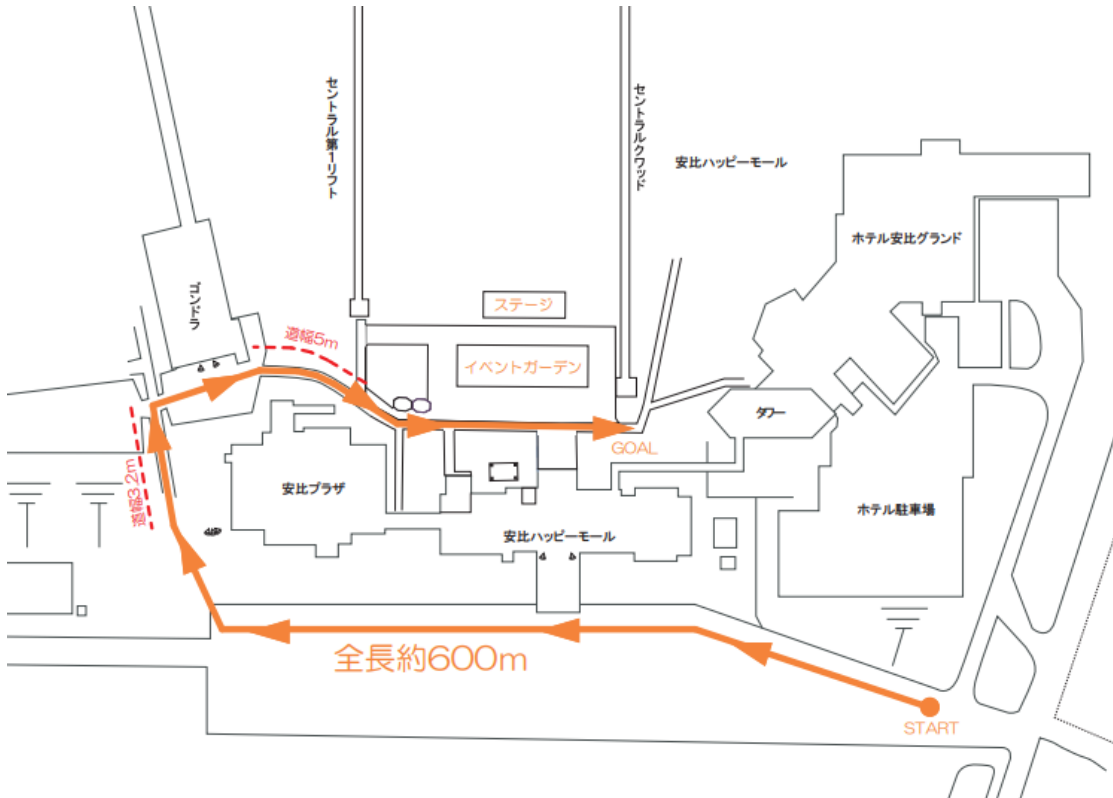 セントラル第1リフト
セントラルクワッド
安比ハッピーモール
ホテル安比グランド
ゴンドラ
ステージ
道幅5m
イベントガーデン
タワー
GOAL
道幅3.2m
安比プラザ
安比ハッピーモール
ホテル駐車場
全長約600m
START